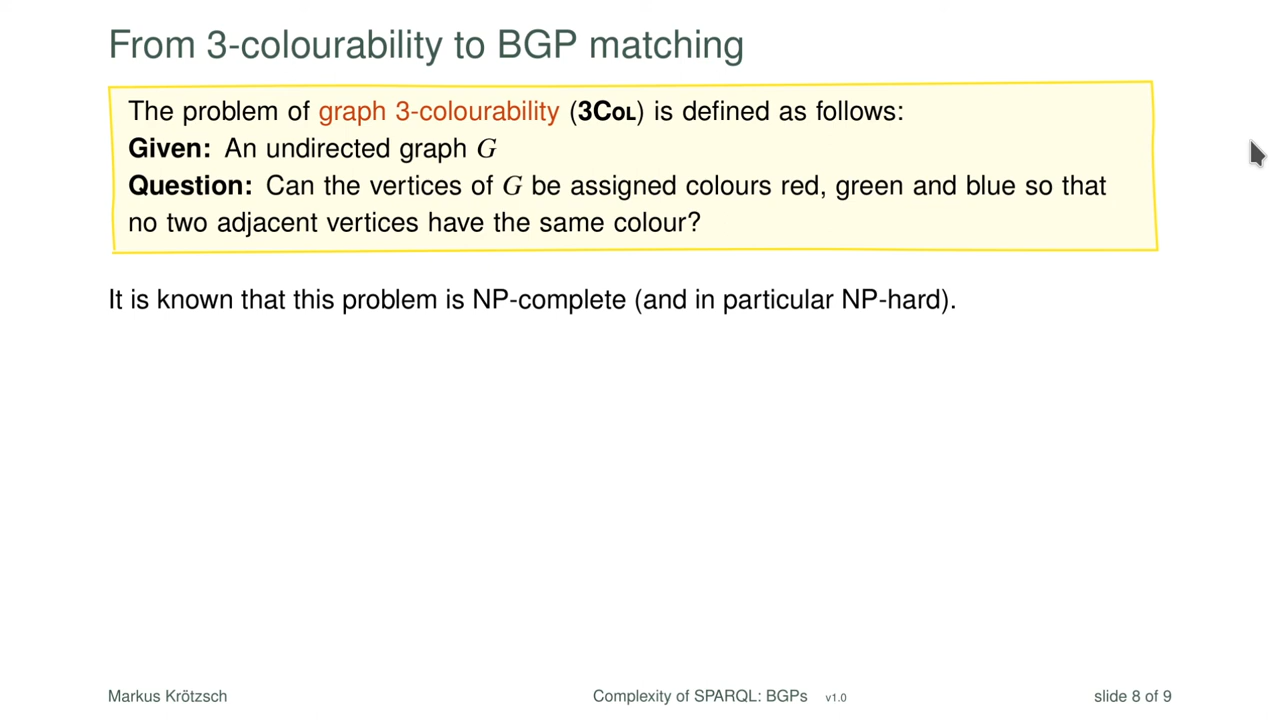 From 3-colourability to BGP matching
The problem of graph 3-colourability (3Col) is defined as follows:
Given: An undirected graph G
Question: Can the vertices of G be assigned colours red, green and blue so that
no two adjacent vertices have the same colour?
It is known that this problem is NP-complete (and in particular NP-hard).
Markus Krötzsch
Complexity of SPARQL: BGPs v1.0
slide 8 of 9